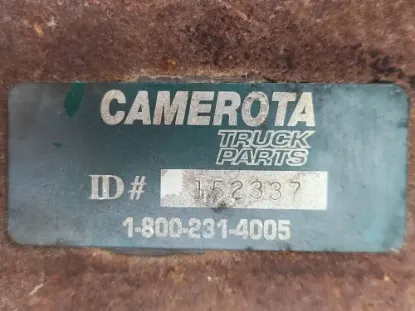 CAMEROTA
TRUCK
PARTS
ID # 152337
1-800-231-4005